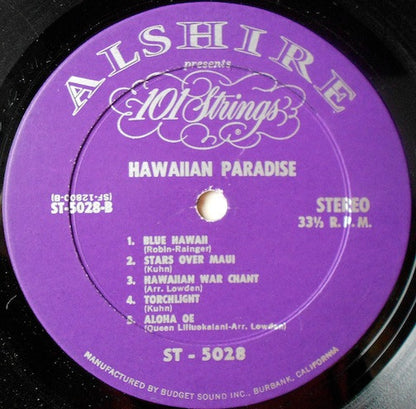 ALSHIRE
presents
101 Strings
HAWAIIAN PARADISE
(SF-12800-B)
ST-5028-B
STEREO
33⅓ R. P. M.
1. BLUE HAWAII
(Robin-Rainger)
2. STARS OVER MAUI
(Kuhn)
3. HAWAIIAN WAR CHANT
(Arr. Lowden)
4. TORCHLIGHT
(Kuhn)
5. ALOHA OE
(Queen Liliuokalani-Arr. Lowden)
ST - 5028
MANUFACTURED BY BUDGET SOUND INC., BURBANK, CALIFORNIA